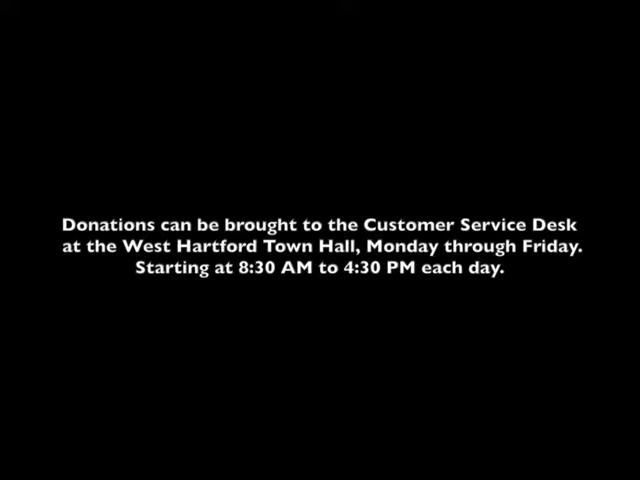 Donations can be brought to the Customer Service Desk
at the West Hartford Town Hall, Monday through Friday.
Starting at 8:30 AM to 4:30 PM each day.